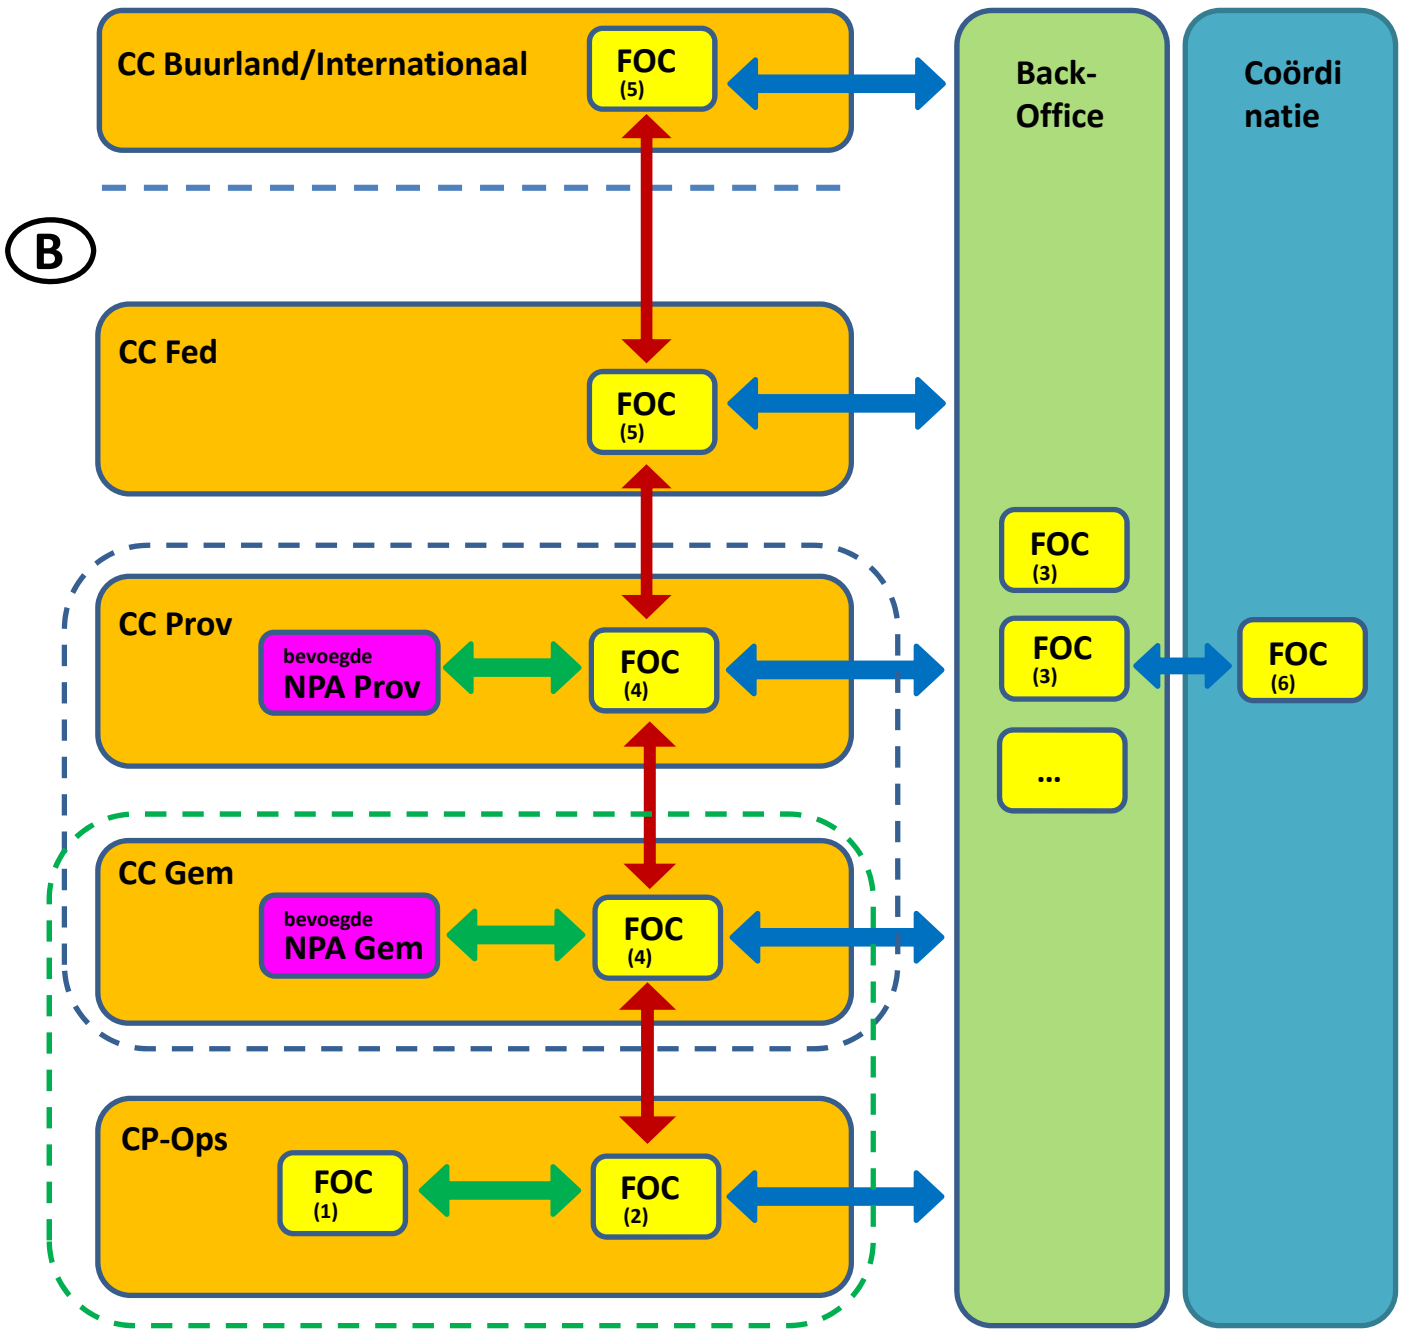 CC Buurland/Internationaal
FOC
(5)
Back-
Office
Coördi
natie
B
CC Fed
FOC
(5)
FOC
(3)
CC Prov
bevoegde
NPA Prov
FOC
(4)
FOC
(3)
FOC
(6)
...
CC Gem
bevoegde
NPA Gem
FOC
(4)
CP-Ops
FOC
(1)
FOC
(2)